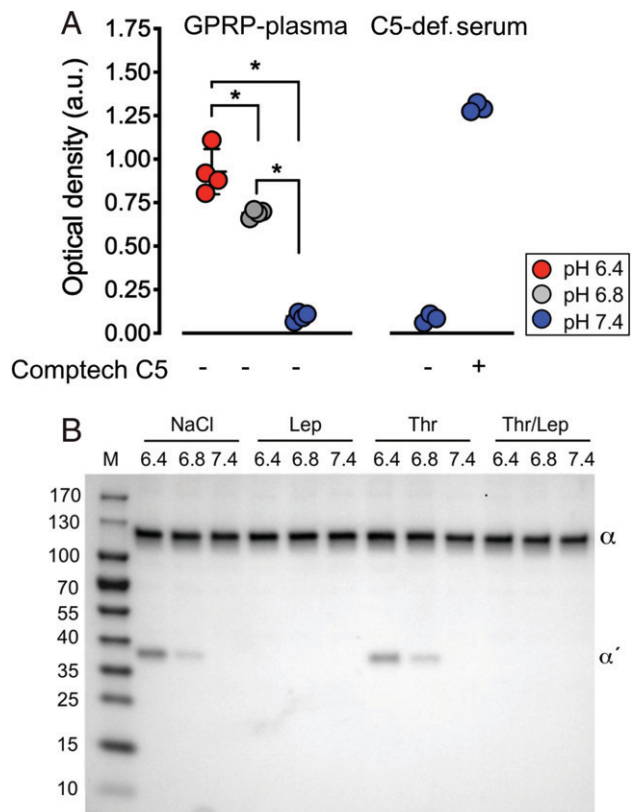 A
GPRP-plasma C5-def. serum
Optical density (a.u.)
1.75
1.50
1.25
1.00
0.75
0.50
0.25
0.00
* * *
pH 6.4
pH 6.8
pH 7.4
Comptech C5 - - - - +
B
NaCl Lep Thr Thr/Lep
M 6.4 6.8 7.4 6.4 6.8 7.4 6.4 6.8 7.4 6.4 6.8 7.4
170
130
100
70
55
40
35
25
15
10
α
α´